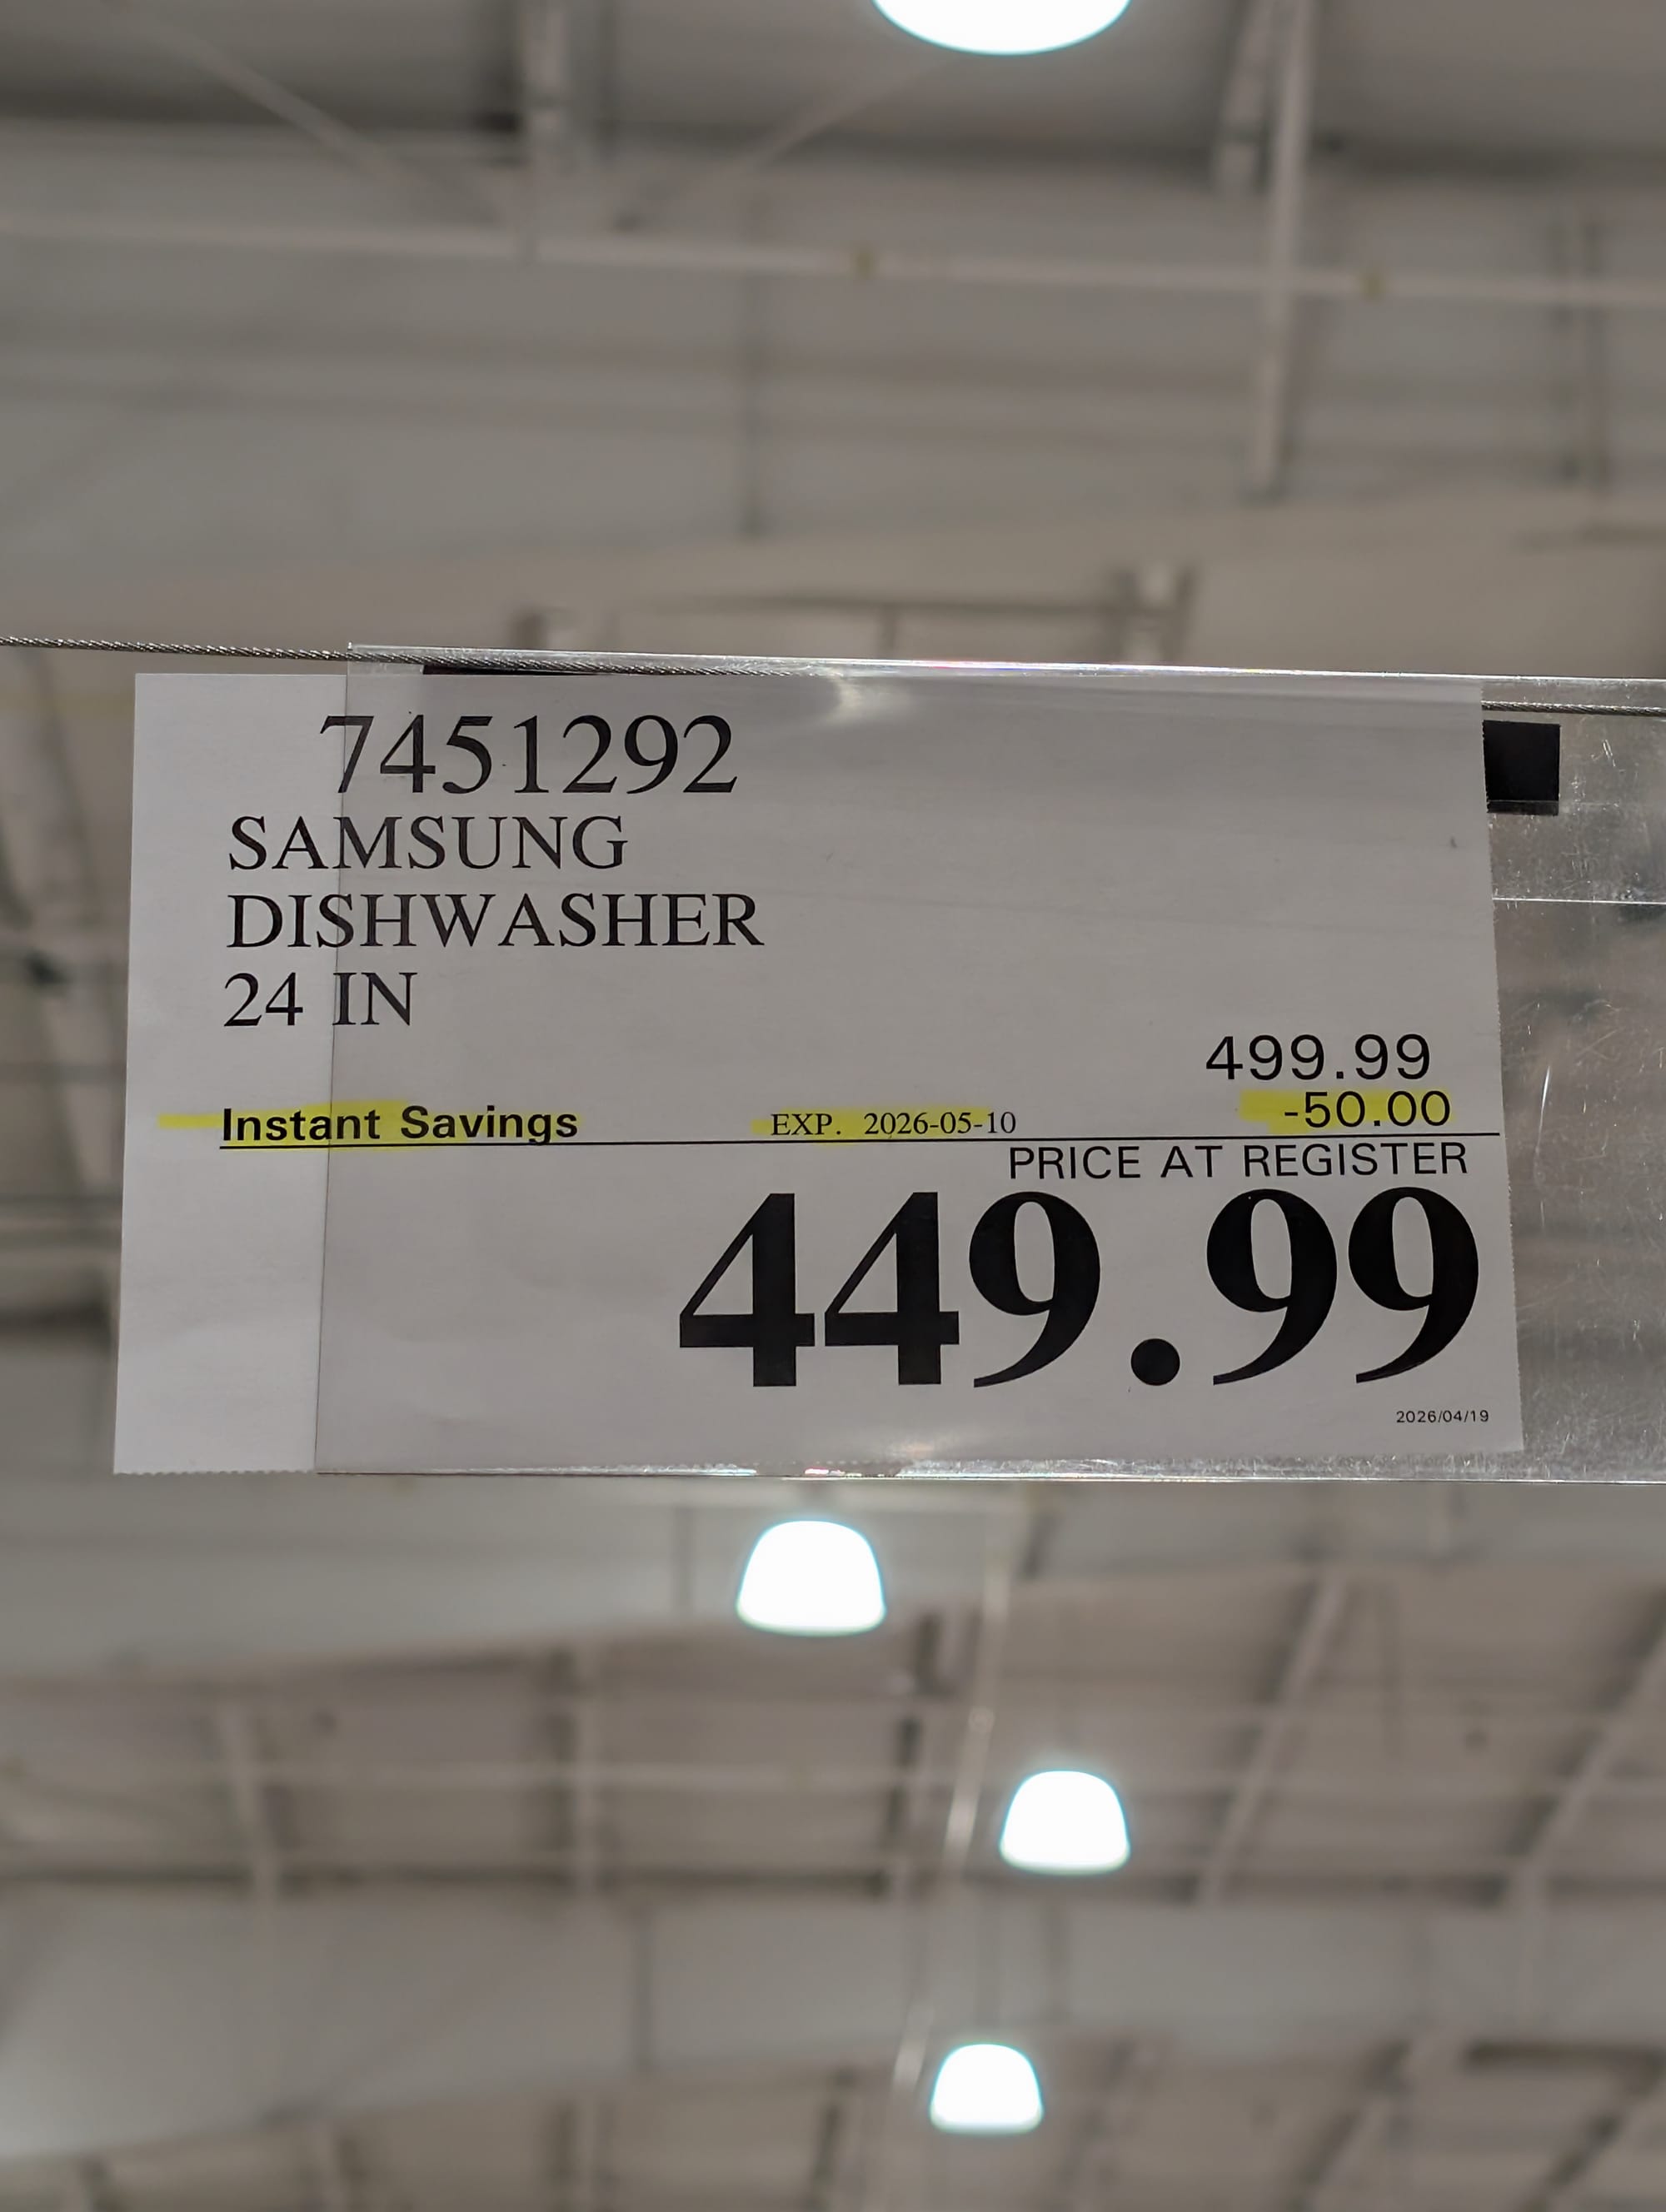 7451292
SAMSUNG
DISHWASHER
24 IN
499.99
Instant Savings EXP. 2026-05-10 -50.00
PRICE AT REGISTER
449.99
2026/04/19